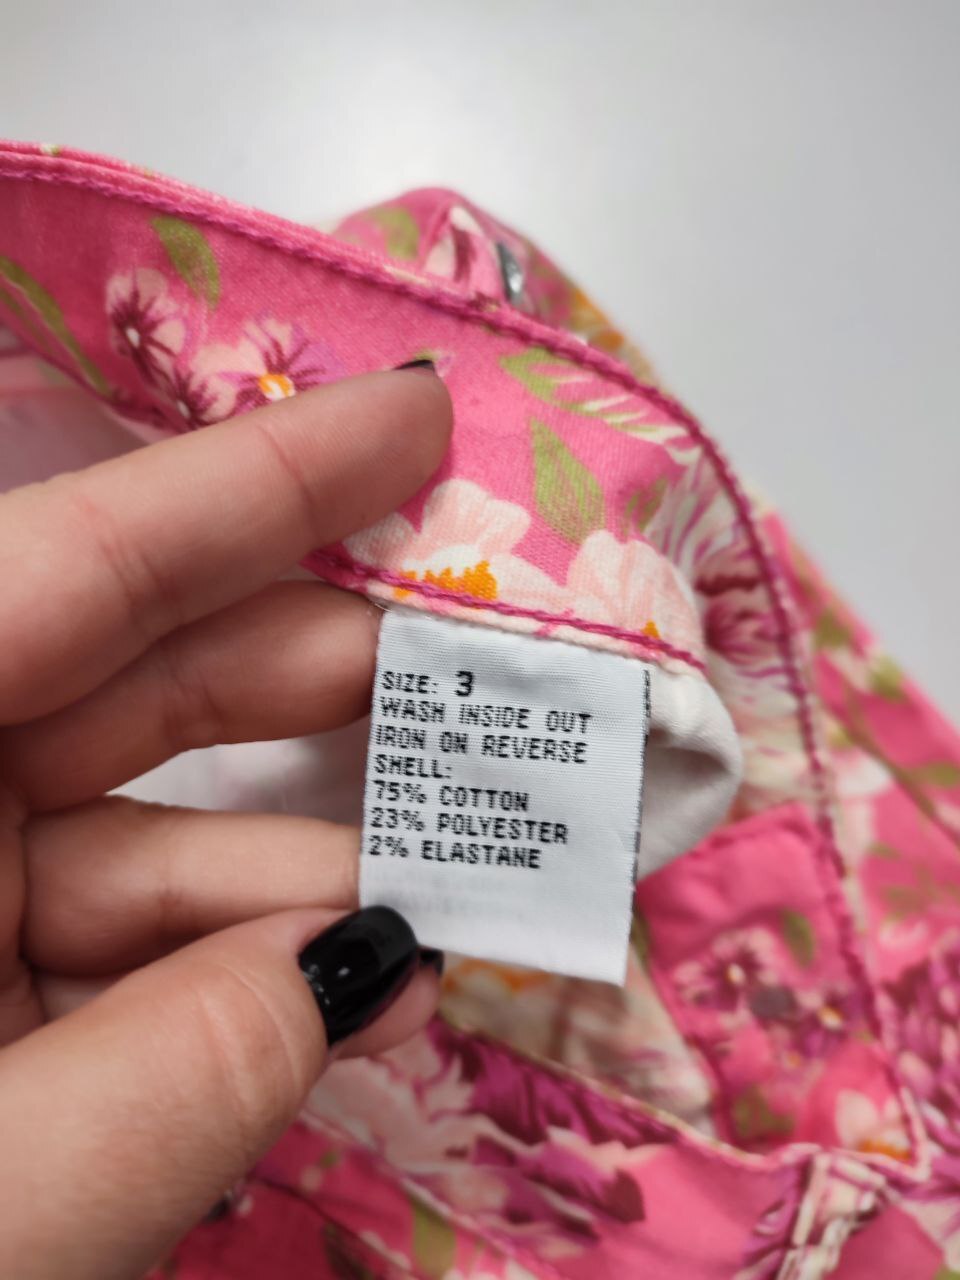 SIZE: 3
WASH INSIDE OUT
IRON ON REVERSE
SHELL:
75% COTTON
23% POLYESTER
2% ELASTANE